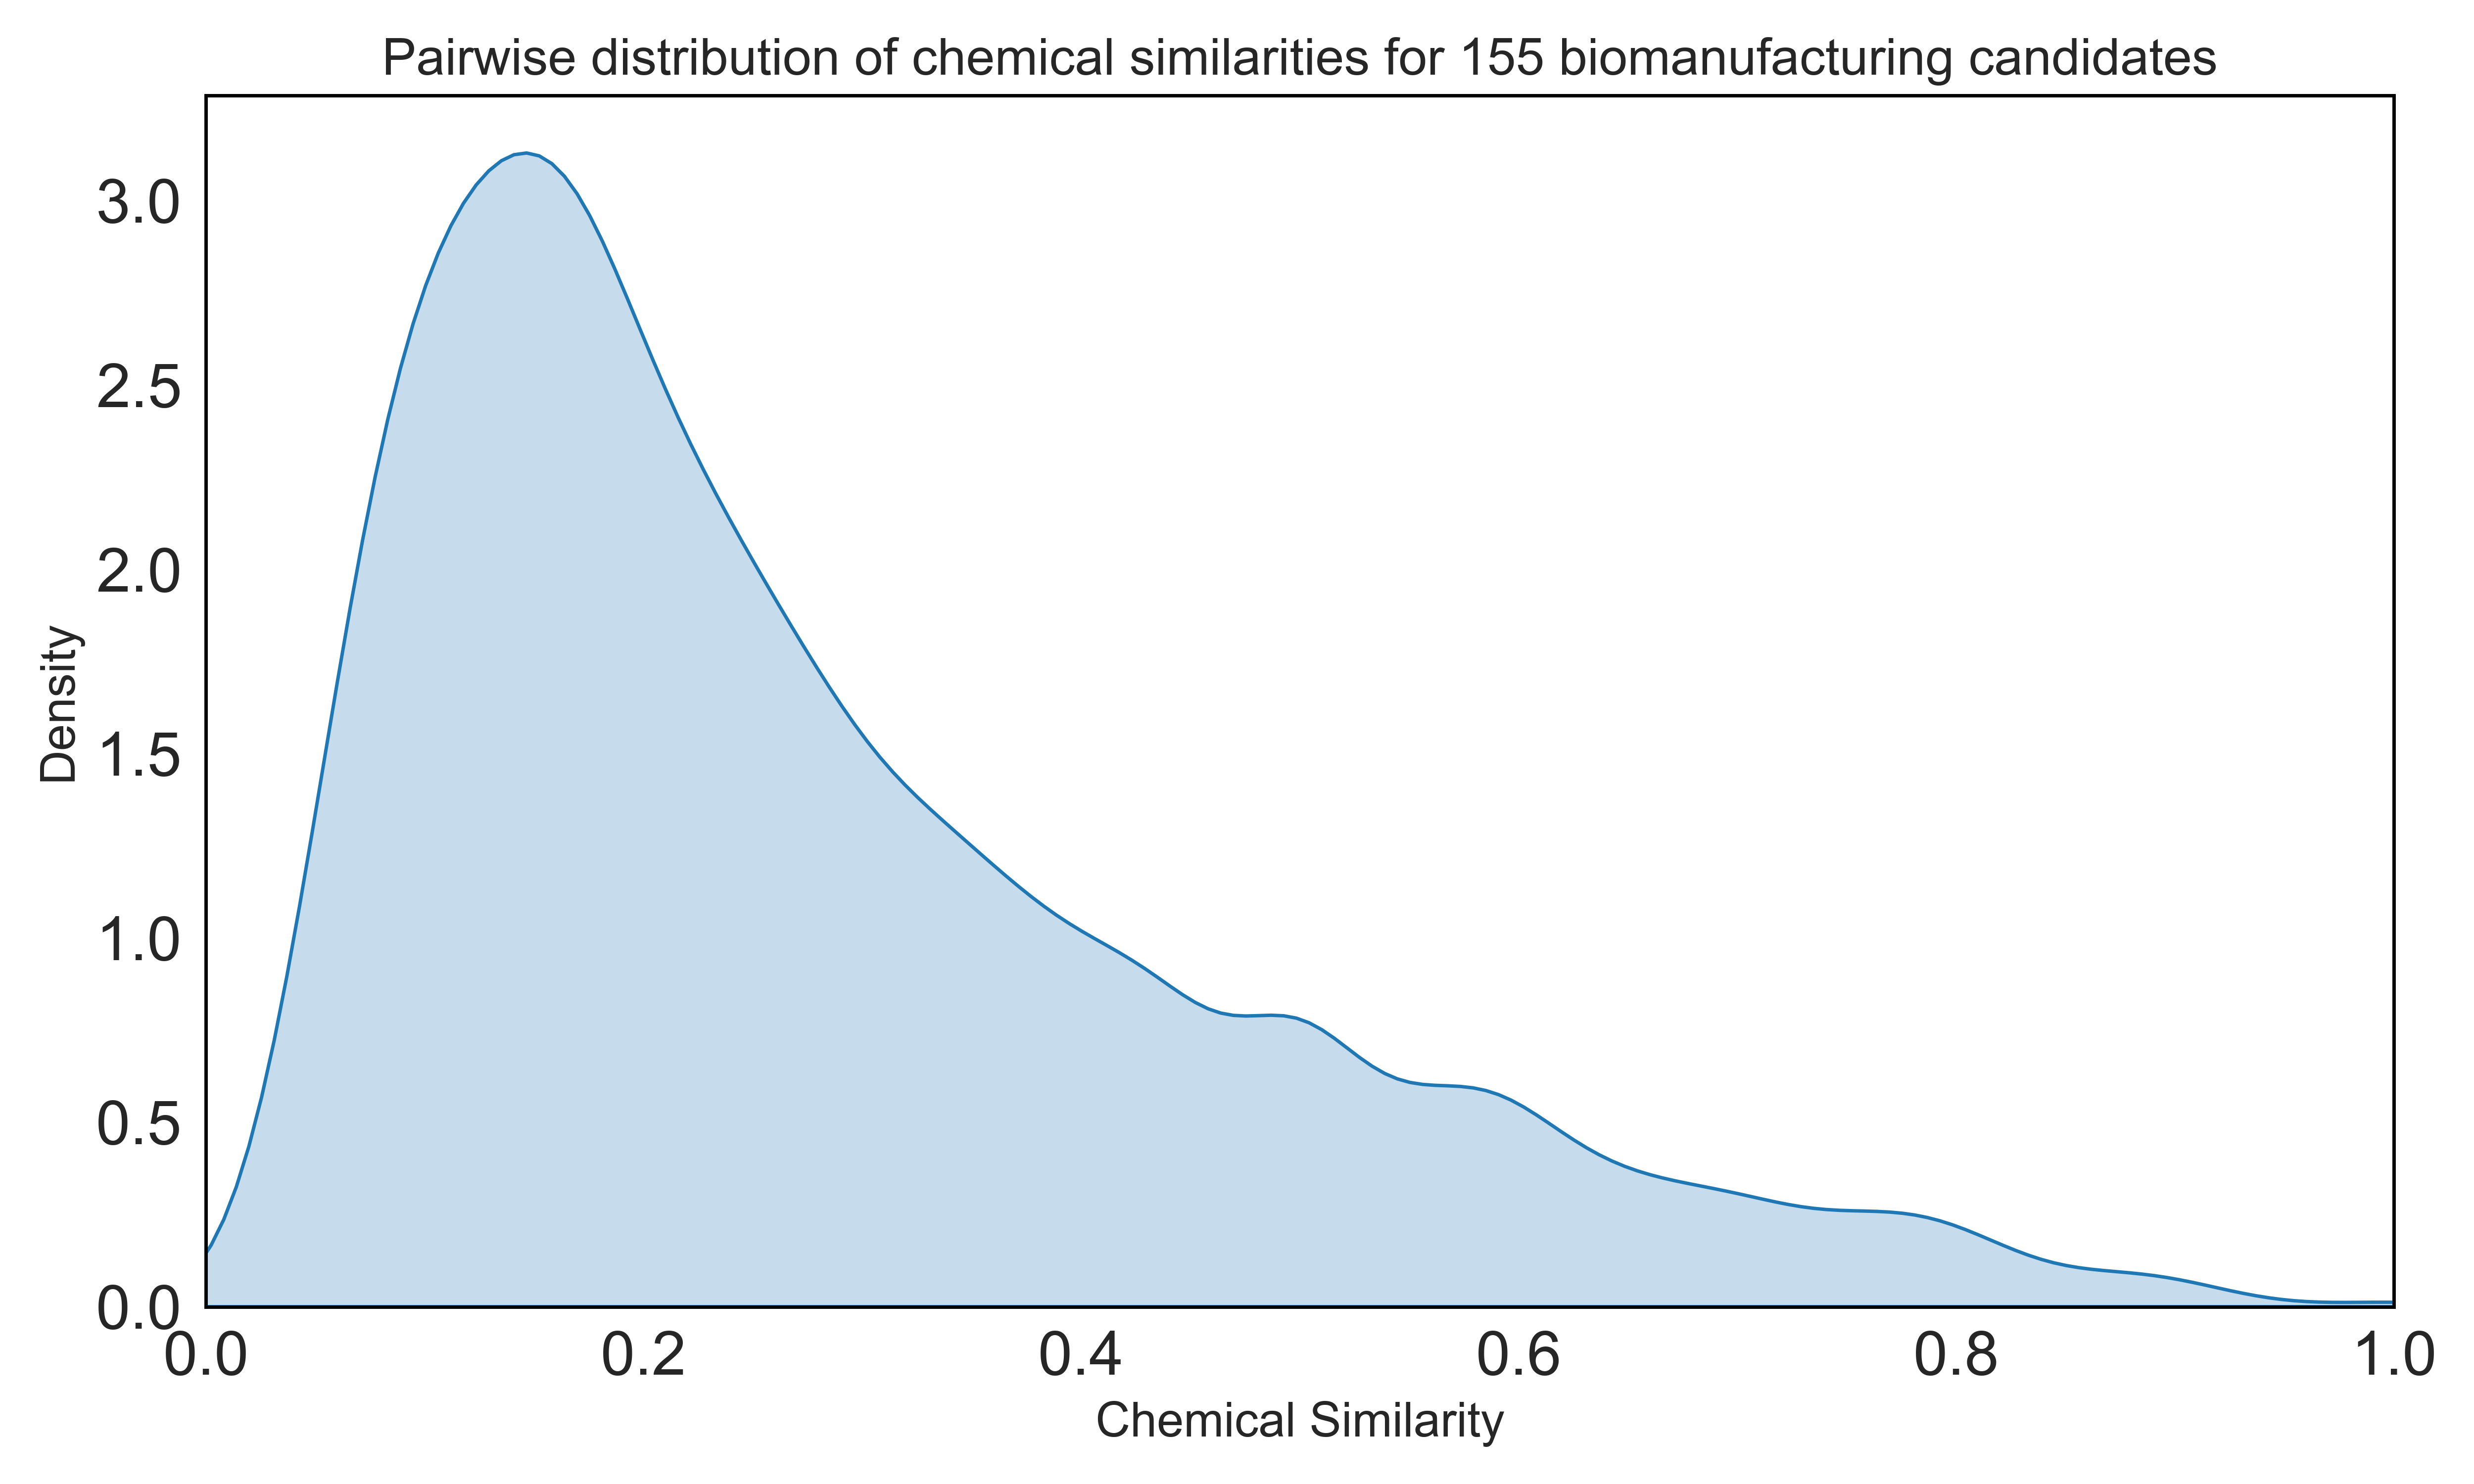 Pairwise distribution of chemical similarities for 155 biomanufacturing candidates
3.0
2.5
2.0
1.5
1.0
0.5
0.0
Density
0.0 0.2 0.4 0.6 0.8 1.0
Chemical Similarity